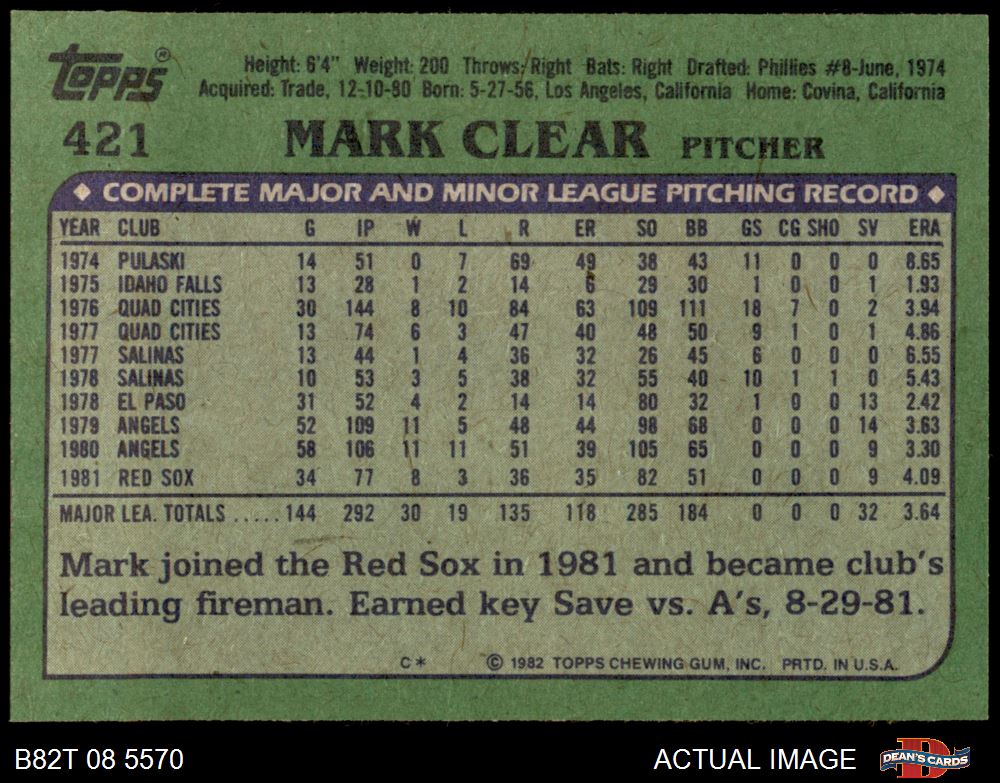 Topps®
Height: 6'4" Weight: 200 Throws: Right Bats: Right Drafted: Phillies #8-June, 1974
Acquired: Trade, 12-10-80 Born: 5-27-56, Los Angeles, California Home: Covina, California
421 MARK CLEAR PITCHER
◆ COMPLETE MAJOR AND MINOR LEAGUE PITCHING RECORD ◆
YEAR CLUB G IP W L R ER SO BB GS CG SHO SV ERA
1974 PULASKI 14 51 0 7 69 49 38 43 11 0 0 0 8.65
1975 IDAHO FALLS 13 28 1 2 14 6 29 30 1 0 0 1 1.93
1976 QUAD CITIES 30 144 8 10 84 63 109 111 18 7 0 2 3.94
1977 QUAD CITIES 13 74 6 3 47 40 48 50 9 1 0 1 4.86
1977 SALINAS 13 44 1 4 36 32 26 45 6 0 0 0 6.55
1978 SALINAS 10 53 3 5 38 32 55 40 10 1 1 0 5.43
1978 EL PASO 31 52 4 2 14 14 80 32 1 0 0 13 2.42
1979 ANGELS 52 109 11 5 48 44 98 68 0 0 0 14 3.63
1980 ANGELS 58 106 11 11 51 39 105 65 0 0 0 9 3.30
1981 RED SOX 34 77 8 3 36 35 82 51 0 0 0 9 4.09
MAJOR LEA. TOTALS .....144 292 30 19 135 118 285 184 0 0 0 32 3.64
Mark joined the Red Sox in 1981 and became club's
leading fireman. Earned key Save vs. A's, 8-29-81.
C* © 1982 TOPPS CHEWING GUM, INC. PRTD. IN U.S.A.
B82T 08 5570 ACTUAL IMAGE DEAN'S CARDS